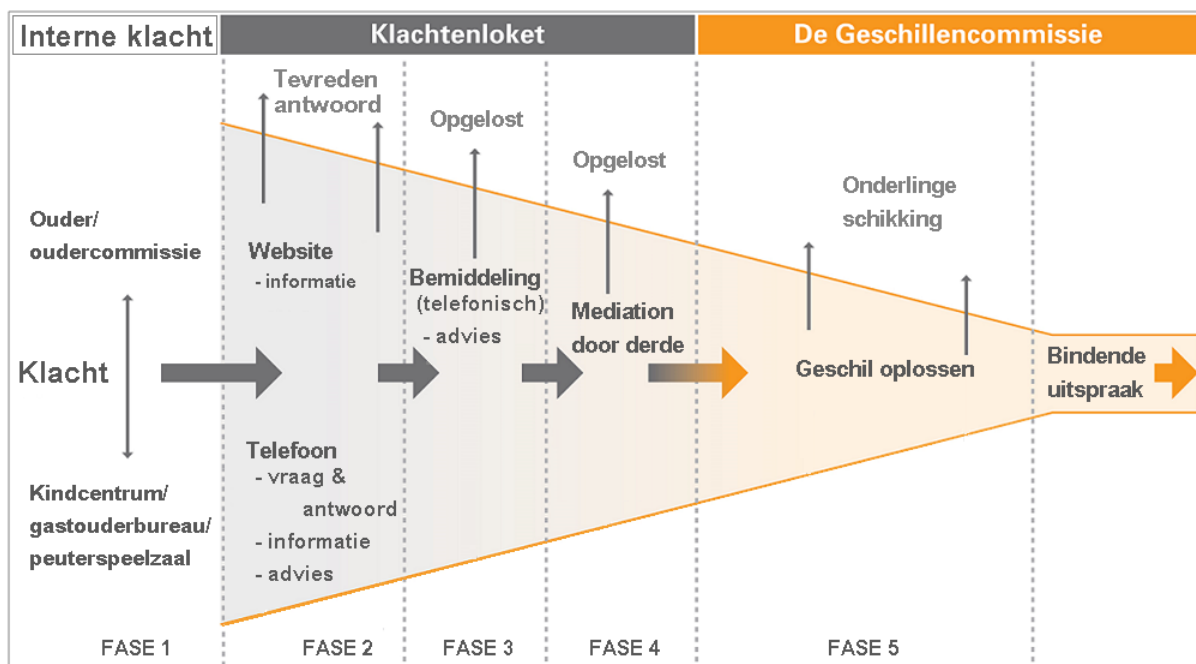 Interne klacht
Klachtenloket
De Geschillencommissie
Ouder/
oudercommissie
Klacht
Kindcentrum/
gastouderbureau/
peuterspeelzaal
Tevreden
antwoord
Website
- informatie
Telefoon
- vraag &
antwoord
- informatie
- advies
Opgelost
Bemiddeling
(telefonisch)
- advies
Opgelost
Mediation
door derde
Onderlinge
schikking
Geschil oplossen
Bindende
uitspraak
FASE 1
FASE 2
FASE 3
FASE 4
FASE 5